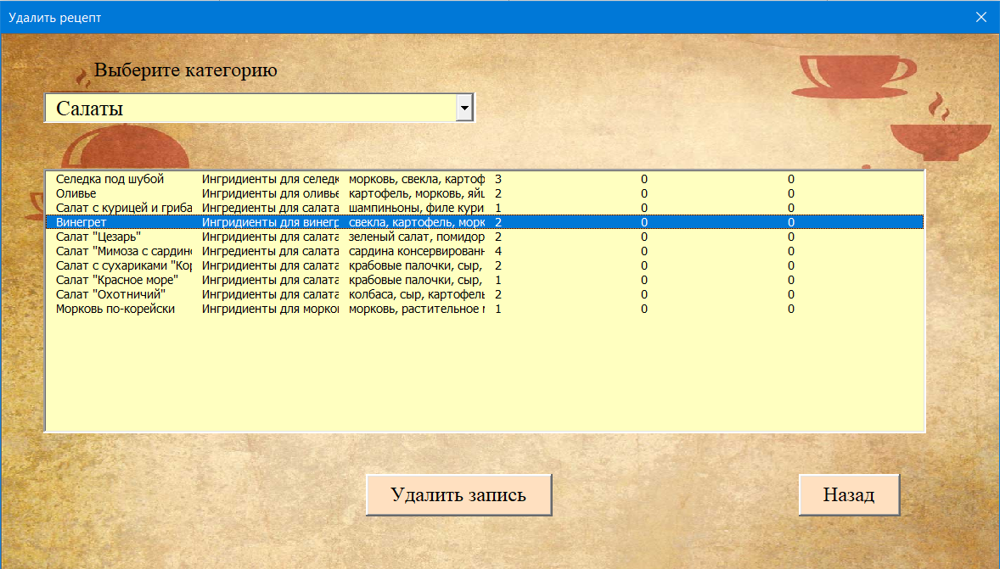 Удалить рецепт
Выберите категорию
Салаты
Селедка под шубой Ингридиенты для селедк морковь, свекла, картоф 3 0 0
Оливье Ингридиенты для оливье картофель, морковь, яйц 2 0 0
Салат с курицей и гриба Ингредиенты для салата шампиньоны, филе кури 1 0 0
Винегрет Ингридиенты для винегр свекла, картофель, морк 2 0 0
Салат "Цезарь" Ингридиенты для салата зеленый салат, помидор 2 0 0
Салат "Мимоза с сардино Ингредиенты для салата сардина консервированн 4 0 0
Салат с сухариками "Кор Ингридиенты для салата крабовые палочки, сыр, 2 0 0
Салат "Красное море" Ингридиенты для салата крабовые палочки, сыр, 1 0 0
Салат "Охотничий" Ингридиенты для салата колбаса, сыр, картофель 2 0 0
Морковь по-корейски Ингридиенты для морко морковь, растительное 1 0 0
Удалить запись Назад